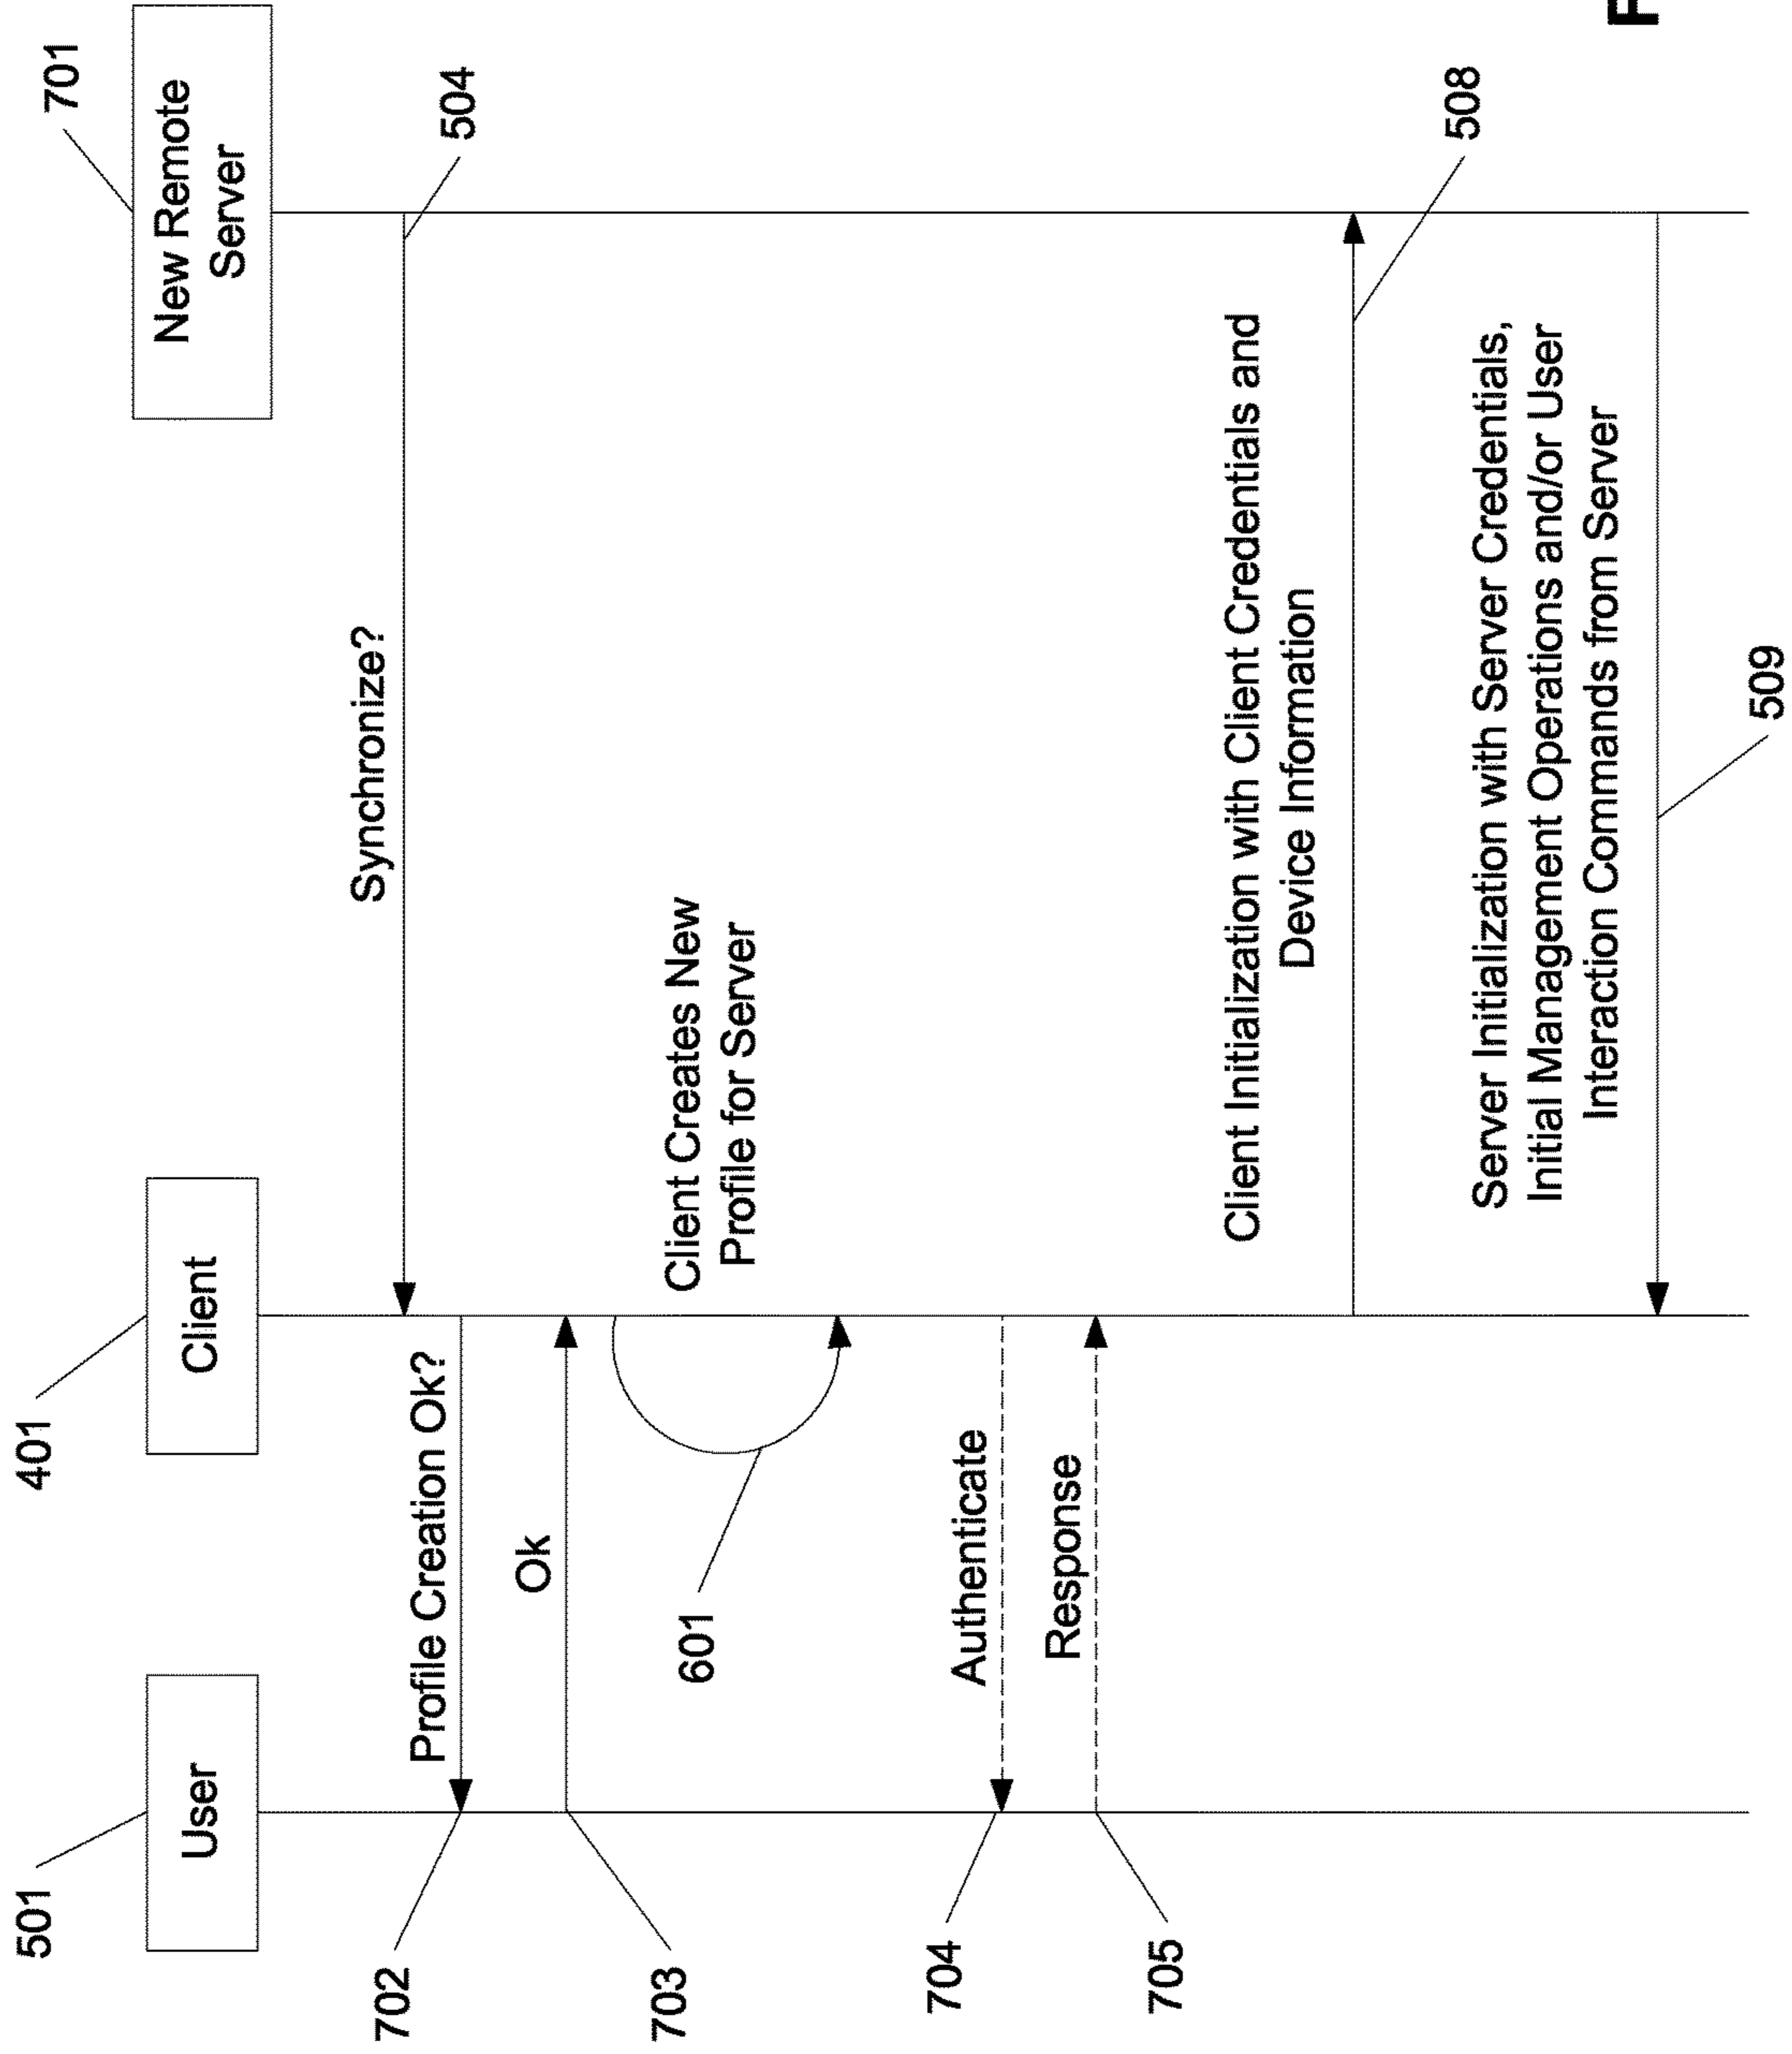 501
User
401
Client
701
New Remote
Server
Synchronize?
504
Profile Creation Ok?
702
Ok
703
Client Creates New
Profile for Server
601
Authenticate
704
Response
705
Client Initialization with Client Credentials and
Device Information
508
Server Initialization with Server Credentials,
Initial Management Operations and/or User
Interaction Commands from Server
509